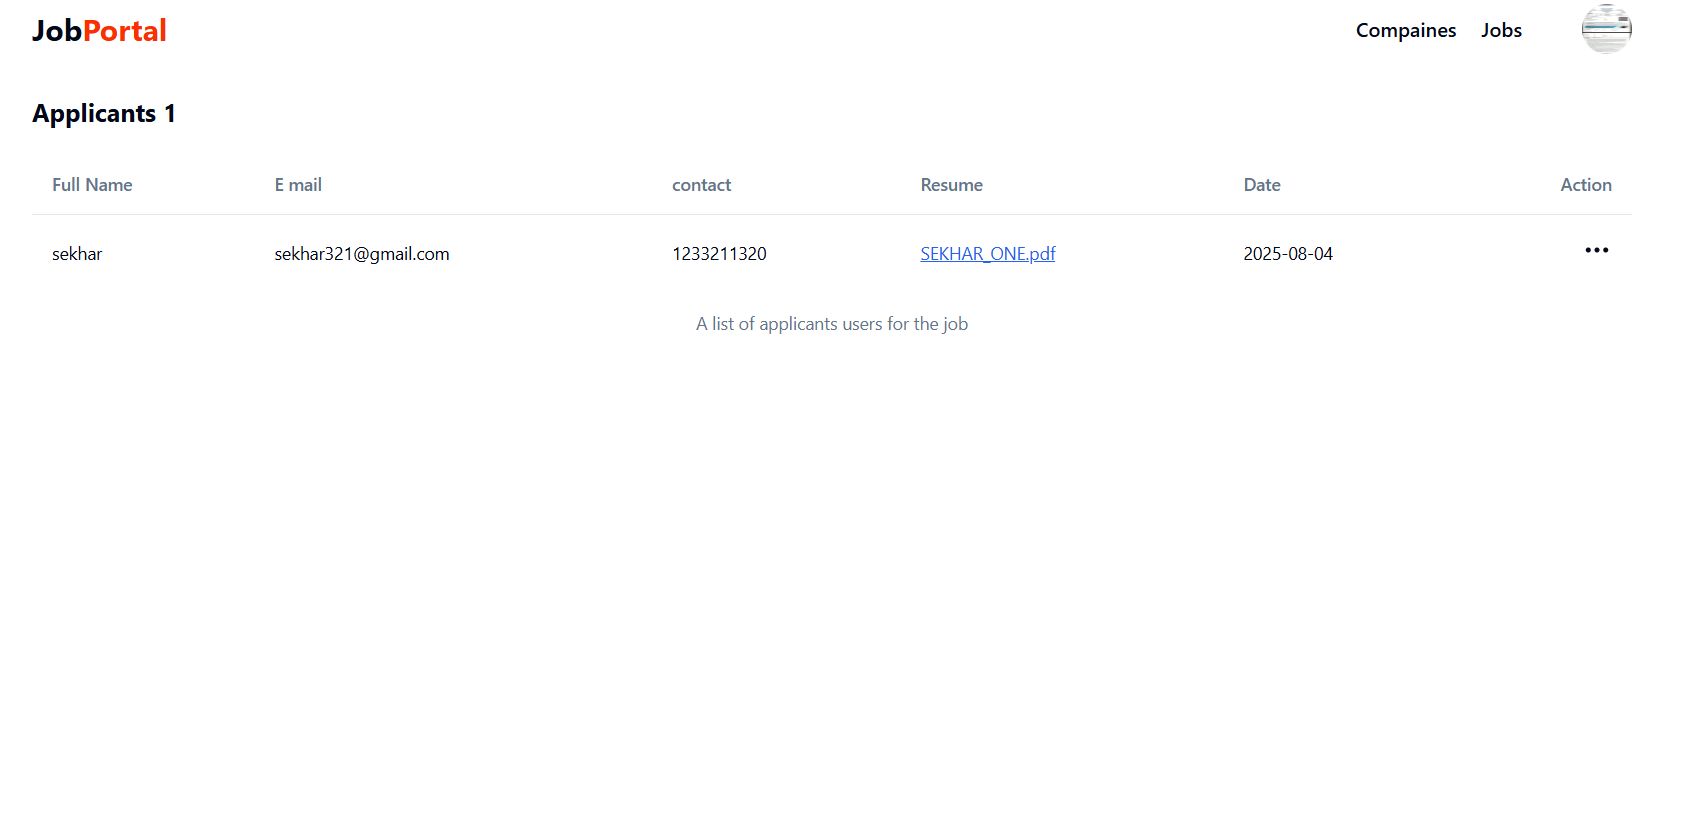 JobPortal Compaines Jobs
Applicants 1
Full Name E mail contact Resume Date Action
sekhar sekhar321@gmail.com 1233211320 SEKHAR_ONE.pdf 2025-08-04
A list of applicants users for the job